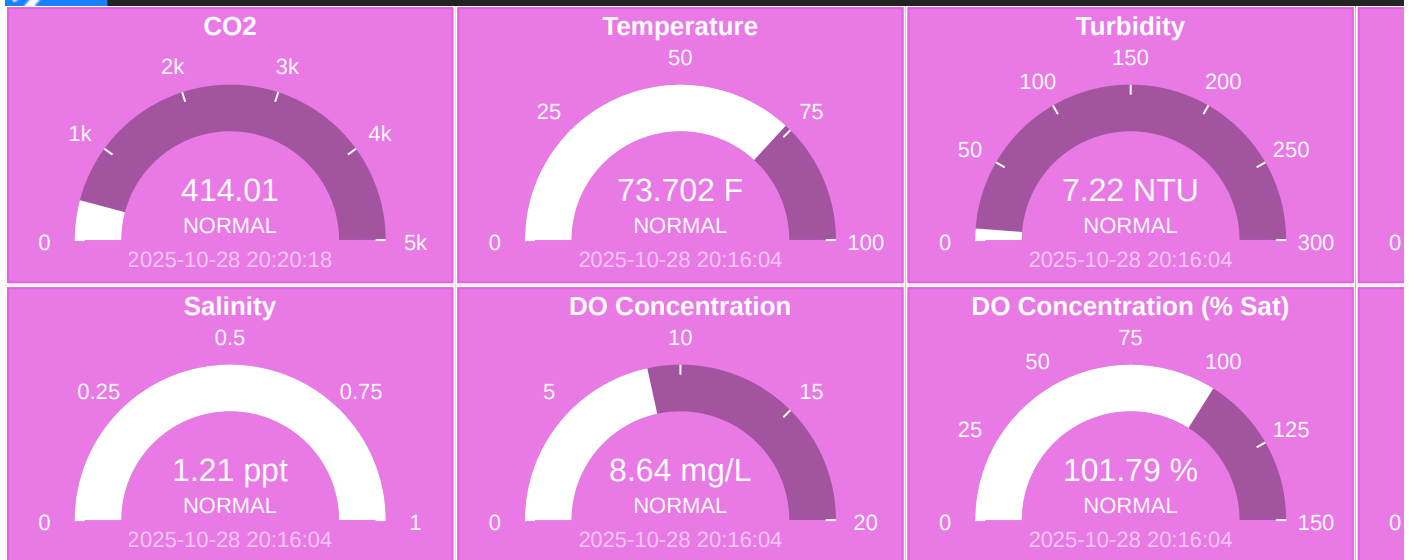 CO2
0
1k
2k
3k
4k
5k
414.01
NORMAL
2025-10-28 20:20:18
Temperature
0
25
50
75
100
73.702 F
NORMAL
2025-10-28 20:16:04
Turbidity
0
50
100
150
200
250
300
7.22 NTU
NORMAL
2025-10-28 20:16:04
0
Salinity
0
0.25
0.5
0.75
1
1.21 ppt
NORMAL
2025-10-28 20:16:04
DO Concentration
0
5
10
15
20
8.64 mg/L
NORMAL
2025-10-28 20:16:04
DO Concentration (% Sat)
0
25
50
75
100
125
150
101.79 %
NORMAL
2025-10-28 20:16:04
0